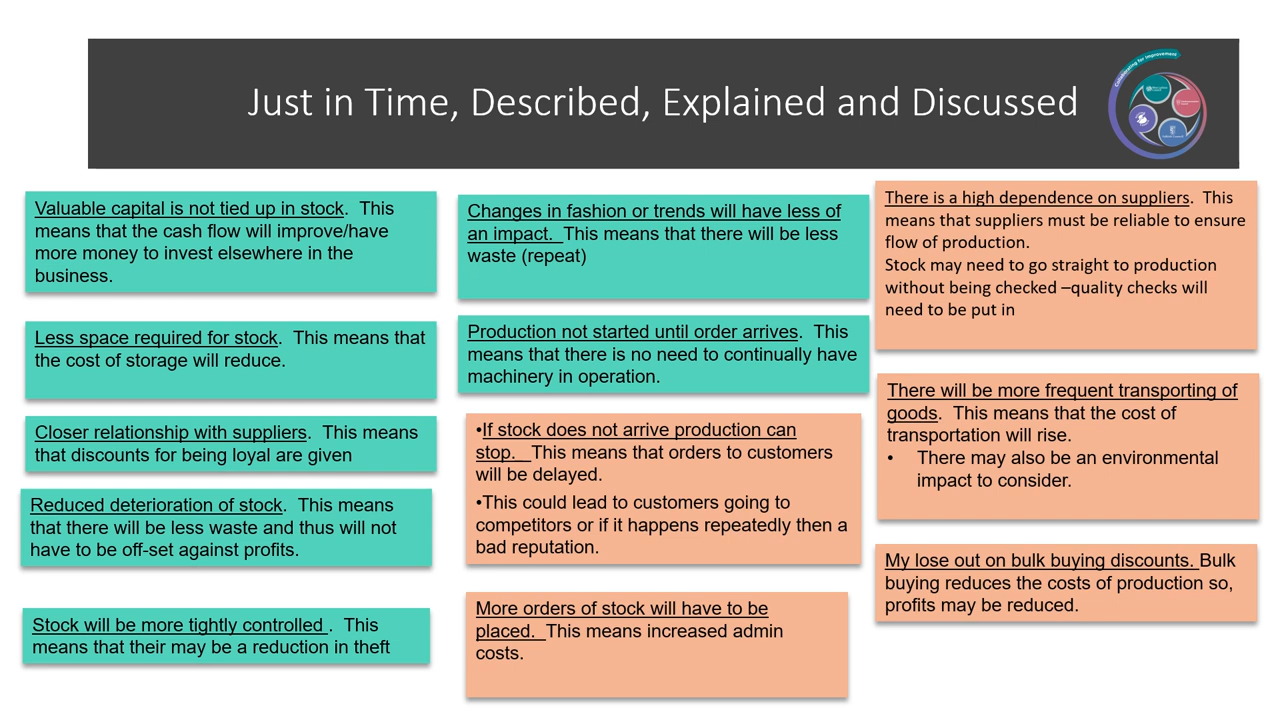 Just in Time, Described, Explained and Discussed
Collaborating for Improvement
Valuable capital is not tied up in stock.  This
means that the cash flow will improve/have
more money to invest elsewhere in the
business.
Less space required for stock.  This means that
the cost of storage will reduce.
Closer relationship with suppliers.  This means
that discounts for being loyal are given
Reduced deterioration of stock.  This means
that there will be less waste and thus will not
have to be off-set against profits.
Stock will be more tightly controlled .  This
means that their may be a reduction in theft
Changes in fashion or trends will have less of
an impact.  This means that there will be less
waste (repeat)
Production not started until order arrives.  This
means that there is no need to continually have
machinery in operation.
•If stock does not arrive production can
stop.  This means that orders to customers
will be delayed.
•This could lead to customers going to
competitors or if it happens repeatedly then a
bad reputation.
More orders of stock will have to be
placed.  This means increased admin
costs.
There is a high dependence on suppliers.  This
means that suppliers must be reliable to ensure
flow of production.
Stock may need to go straight to production
without being checked –quality checks will
need to be put in
There will be more frequent transporting of
goods.  This means that the cost of
transportation will rise.
• There may also be an environmental
impact to consider.
My lose out on bulk buying discounts. Bulk
buying reduces the costs of production so,
profits may be reduced.